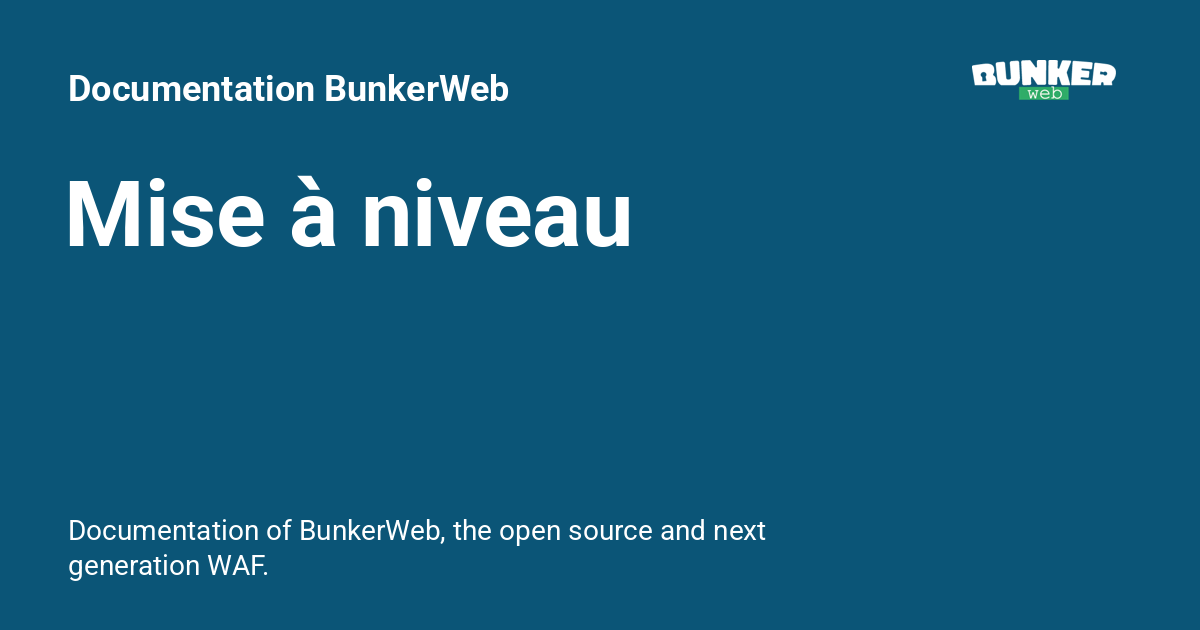 Documentation BunkerWeb
BUNKER
web
Mise à niveau
Documentation of BunkerWeb, the open source and next
generation WAF.